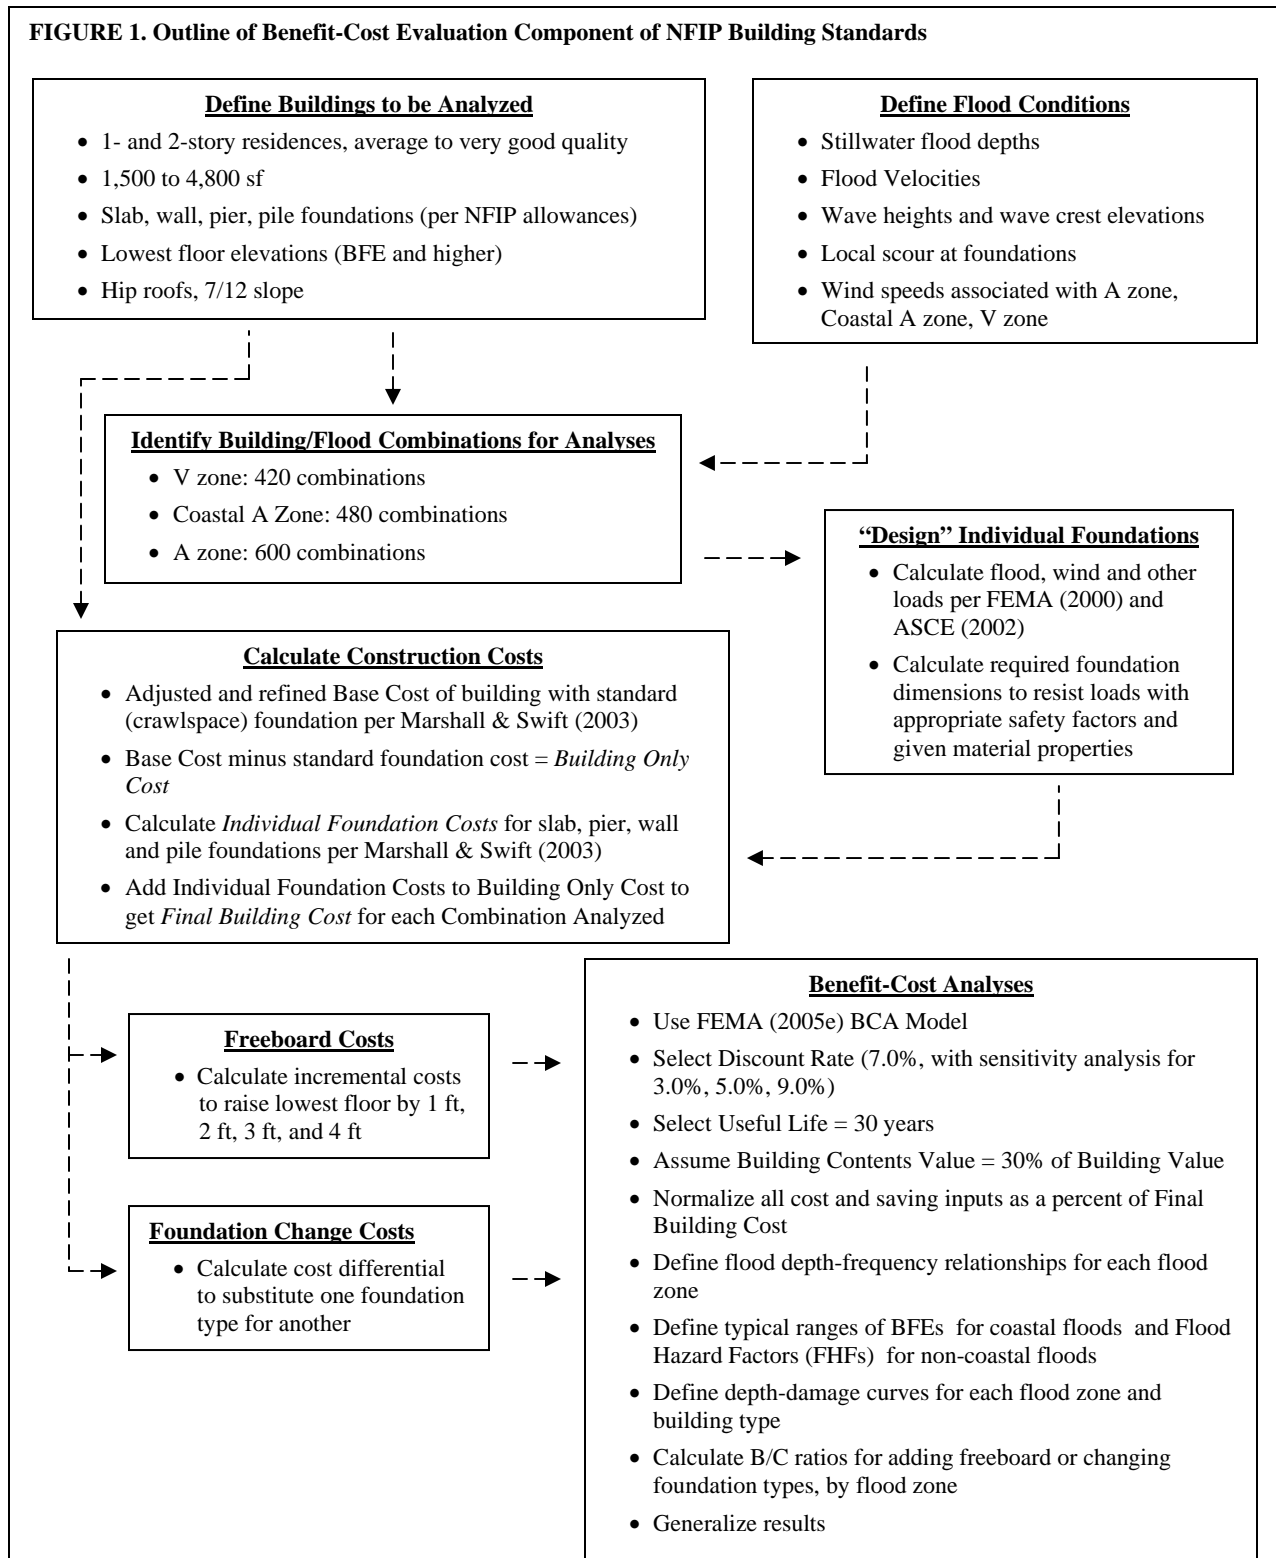 FIGURE 1. Outline of Benefit-Cost Evaluation Component of NFIP Building Standards
Define Buildings to be Analyzed
• 1- and 2-story residences, average to very good quality
• 1,500 to 4,800 sf
• Slab, wall, pier, pile foundations (per NFIP allowances)
• Lowest floor elevations (BFE and higher)
• Hip roofs, 7/12 slope
Define Flood Conditions
• Stillwater flood depths
• Flood Velocities
• Wave heights and wave crest elevations
• Local scour at foundations
• Wind speeds associated with A zone,
Coastal A zone, V zone
Identify Building/Flood Combinations for Analyses
• V zone: 420 combinations
• Coastal A Zone: 480 combinations
• A zone: 600 combinations
“Design” Individual Foundations
• Calculate flood, wind and other
loads per FEMA (2000) and
ASCE (2002)
• Calculate required foundation
dimensions to resist loads with
appropriate safety factors and
given material properties
Calculate Construction Costs
• Adjusted and refined Base Cost of building with standard
(crawlspace) foundation per Marshall & Swift (2003)
• Base Cost minus standard foundation cost = Building Only
Cost
• Calculate Individual Foundation Costs for slab, pier, wall
and pile foundations per Marshall & Swift (2003)
• Add Individual Foundation Costs to Building Only Cost to
get Final Building Cost for each Combination Analyzed
Freeboard Costs
• Calculate incremental costs
to raise lowest floor by 1 ft,
2 ft, 3 ft, and 4 ft
Foundation Change Costs
• Calculate cost differential
to substitute one foundation
type for another
Benefit-Cost Analyses
• Use FEMA (2005e) BCA Model
• Select Discount Rate (7.0%, with sensitivity analysis for
3.0%, 5.0%, 9.0%)
• Select Useful Life = 30 years
• Assume Building Contents Value = 30% of Building Value
• Normalize all cost and saving inputs as a percent of Final
Building Cost
• Define flood depth-frequency relationships for each flood
zone
• Define typical ranges of BFEs for coastal floods and Flood
Hazard Factors (FHFs) for non-coastal floods
• Define depth-damage curves for each flood zone and
building type
• Calculate B/C ratios for adding freeboard or changing
foundation types, by flood zone
• Generalize results